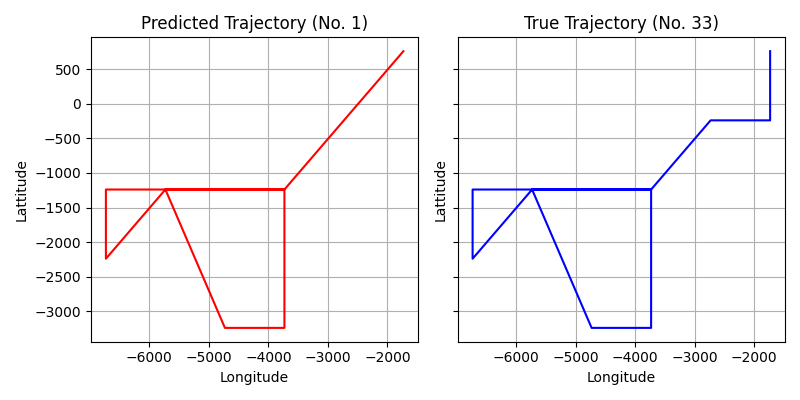 Predicted Trajectory (No. 1)
True Trajectory (No. 33)
500
0
−500
−1000
−1500
−2000
−2500
−3000
Lattitude
Lattitude
−6000 −5000 −4000 −3000 −2000
−6000 −5000 −4000 −3000 −2000
Longitude
Longitude